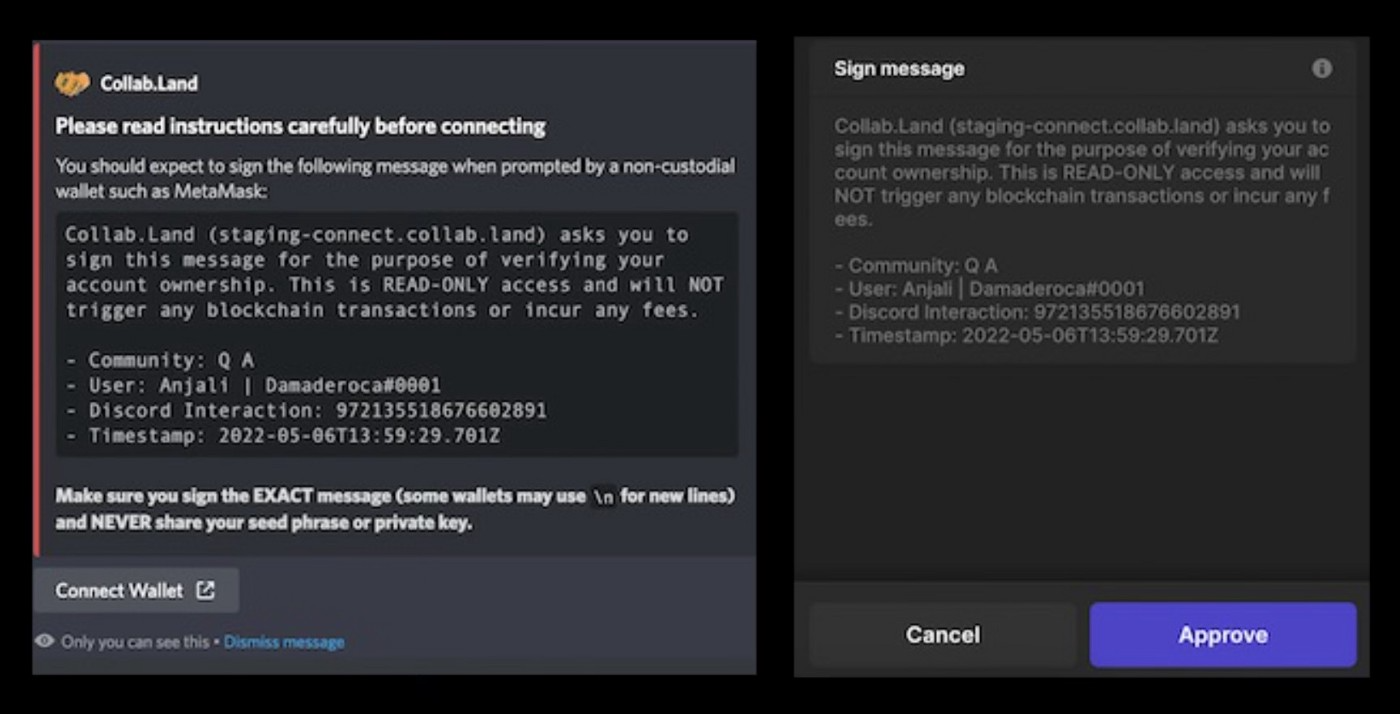 Collab.Land
Please read instructions carefully before connecting
You should expect to sign the following message when prompted by a non-custodial
wallet such as MetaMask:
Collab.Land (staging-connect.collab.land) asks you to
sign this message for the purpose of verifying your
account ownership. This is READ-ONLY access and will NOT
trigger any blockchain transactions or incur any fees.
- Community: Q A
- User: Anjali | Damaderoca#0001
- Discord Interaction: 972135518676602891
- Timestamp: 2022-05-06T13:59:29.701Z
Make sure you sign the EXACT message (some wallets may use \n for new lines)
and NEVER share your seed phrase or private key.
Connect Wallet
Only you can see this • Dismiss message
Sign message
Collab.Land (staging-connect.collab.land) asks you to
sign this message for the purpose of verifying your ac
count ownership. This is READ-ONLY access and will
NOT trigger any blockchain transactions or incur any f
ees.
- Community: Q A
- User: Anjali | Damaderoca#0001
- Discord Interaction: 972135518676602891
- Timestamp: 2022-05-06T13:59:29.701Z
Cancel
Approve